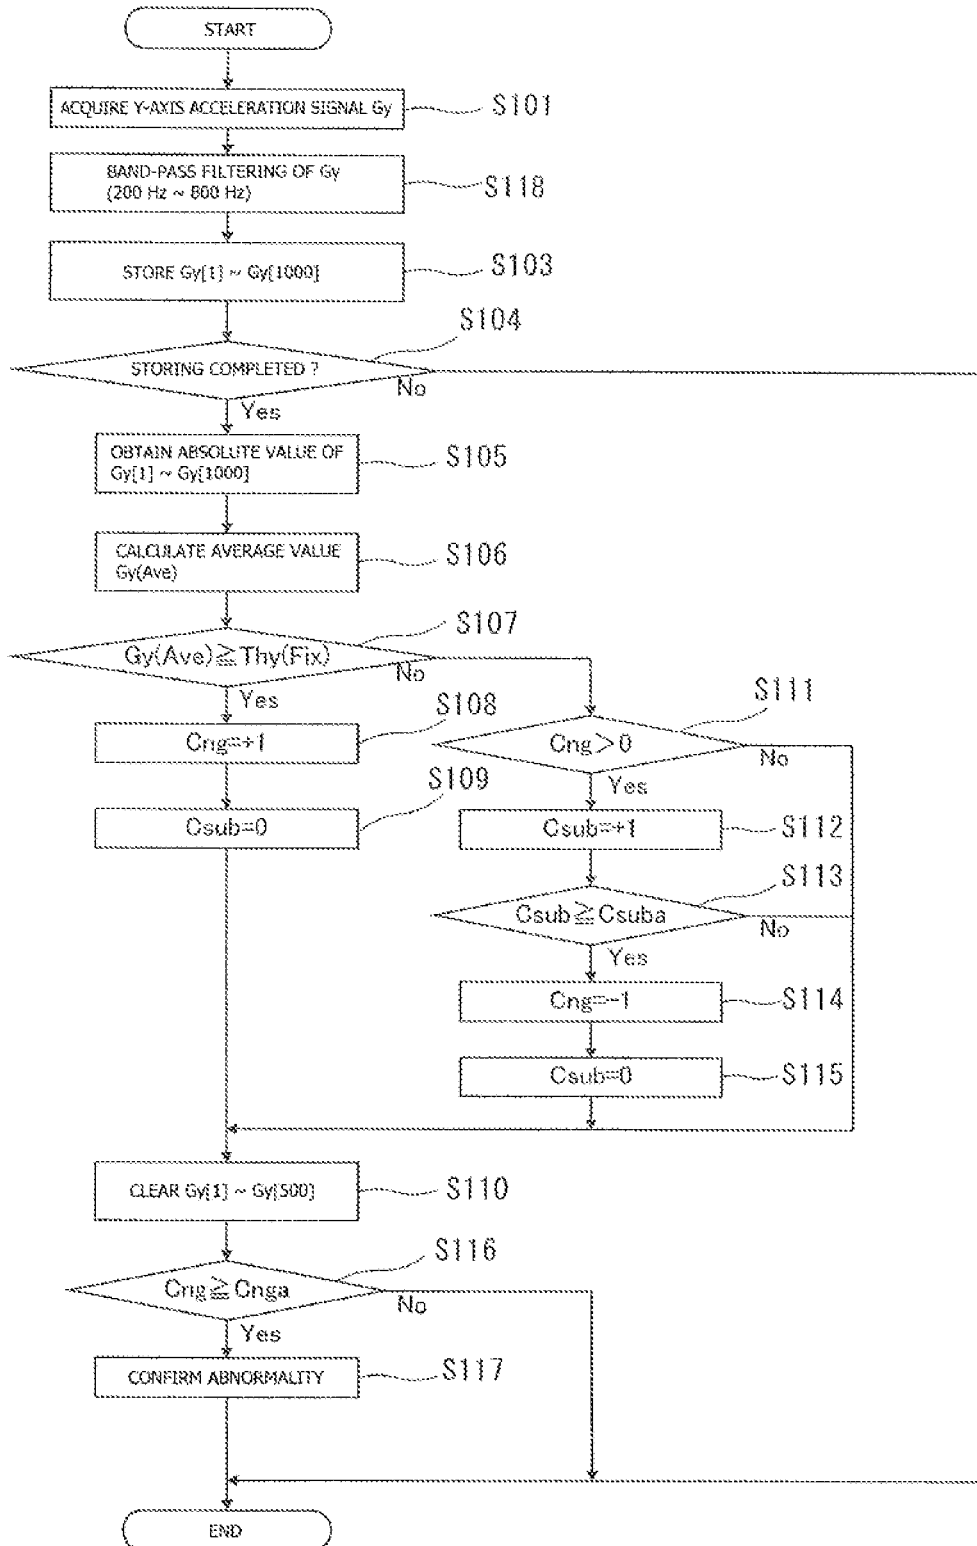 START
ACQUIRE Y-AXIS ACCELERATION SIGNAL Gy
S101
BAND-PASS FILTERING OF Gy
(200 Hz ~ 800 Hz)
S118
STORE Gy[1] ~ Gy[1000]
S103
S104
STORING COMPLETED ?
No
Yes
OBTAIN ABSOLUTE VALUE OF
Gy[1] ~ Gy[1000]
S105
CALCULATE AVERAGE VALUE
Gy(Ave)
S106
S107
Gy(Ave)≧Thy(Fix)
No
Yes
S108
Cng=+1
S109
Csub=0
S111
Cng>0
No
Yes
Csub=+1
S112
S113
Csub≧Csuba
No
Yes
Cng=-1
S114
Csub=0
S115
CLEAR Gy[1] ~ Gy[500]
S110
S116
Cng≧Cnga
No
Yes
CONFIRM ABNORMALITY
S117
END